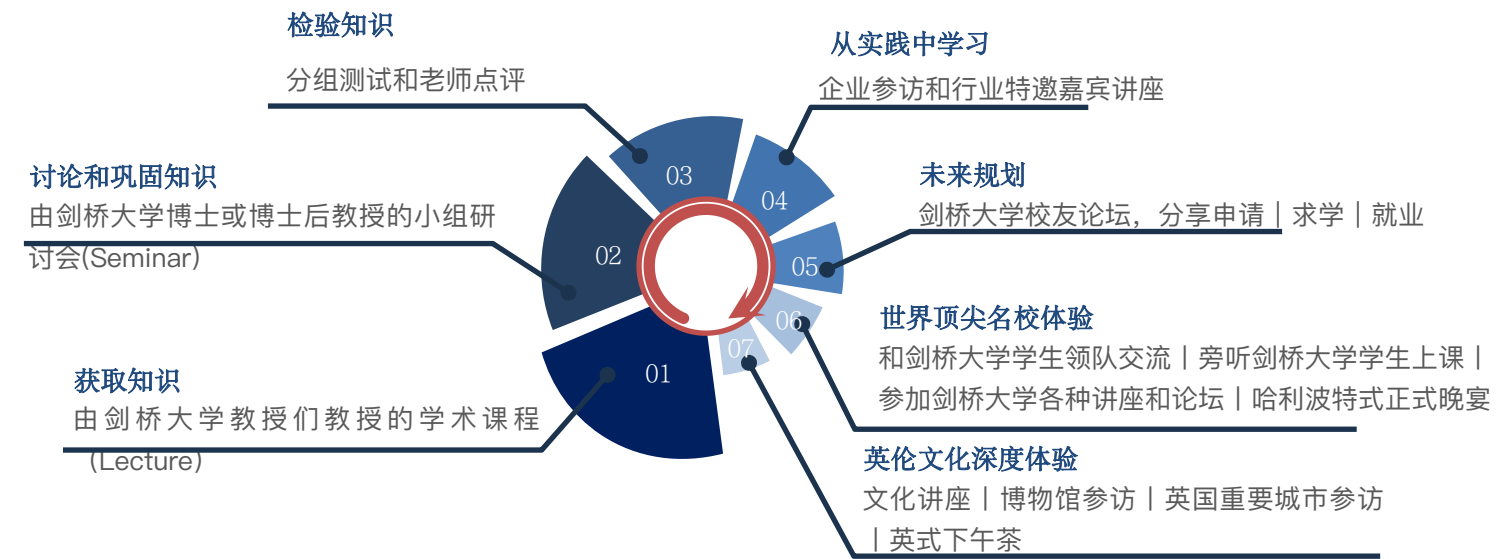 检验知识
分组测试和老师点评
从实践中学习
企业参访和行业特邀嘉宾讲座
讨论和巩固知识
由剑桥大学博士或博士后教授的小组研
讨会(Seminar)
未来规划
剑桥大学校友论坛，分享申请｜求学｜就业
获取知识
由剑桥大学教授们教授的学术课程
(Lecture)
世界顶尖名校体验
和剑桥大学学生领队交流丨旁听剑桥大学学生上课丨
参加剑桥大学各种讲座和论坛丨哈利波特式正式晚宴
英伦文化深度体验
文化讲座丨博物馆参访丨英国重要城市参访
丨英式下午茶
01
02
03
04
05
06
07